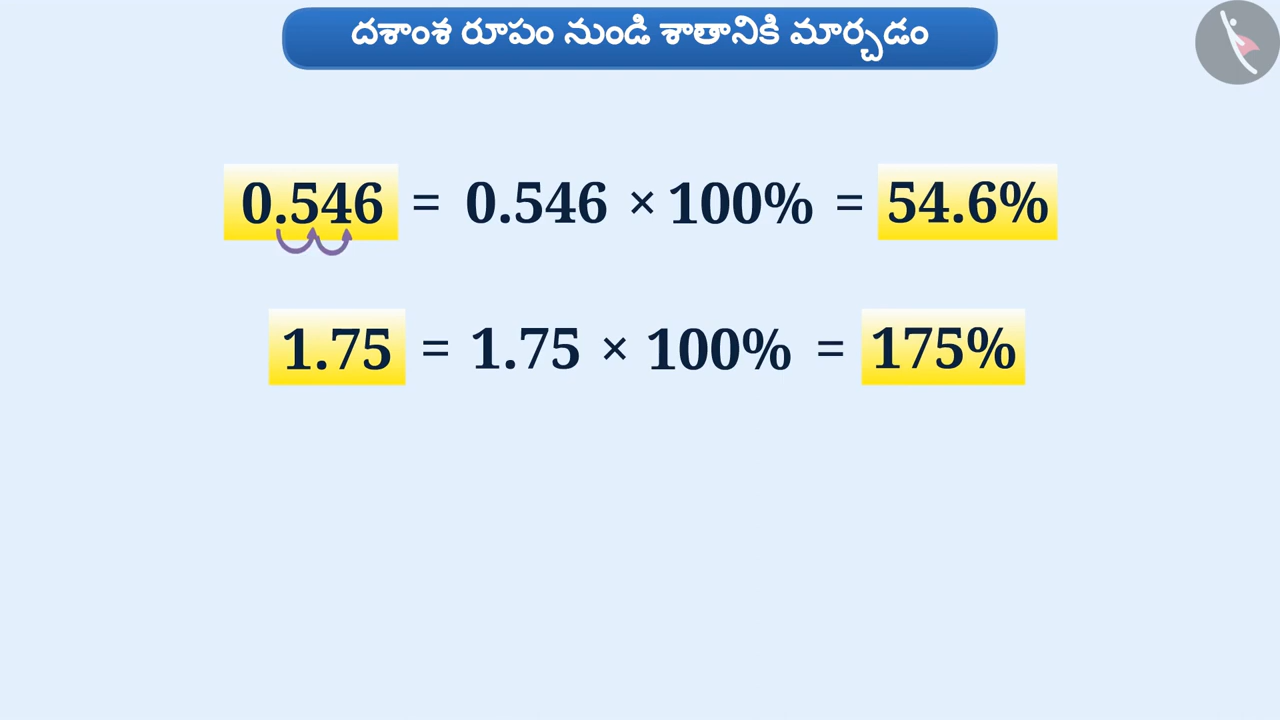 దశాంశ రూపం నుండి శాతానికి మార్చడం
0.546 = 0.546 × 100% = 54.6%
1.75 = 1.75 × 100% = 175%